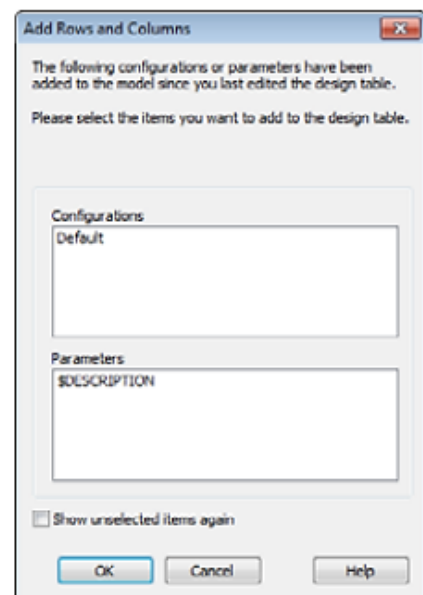 Add Rows and Columns
The following configurations or parameters have been
added to the model since you last edited the design table.
Please select the items you want to add to the design table.
Configurations
Default
Parameters
$DESCRIPTION
Show unselected items again
OK
Cancel
Help